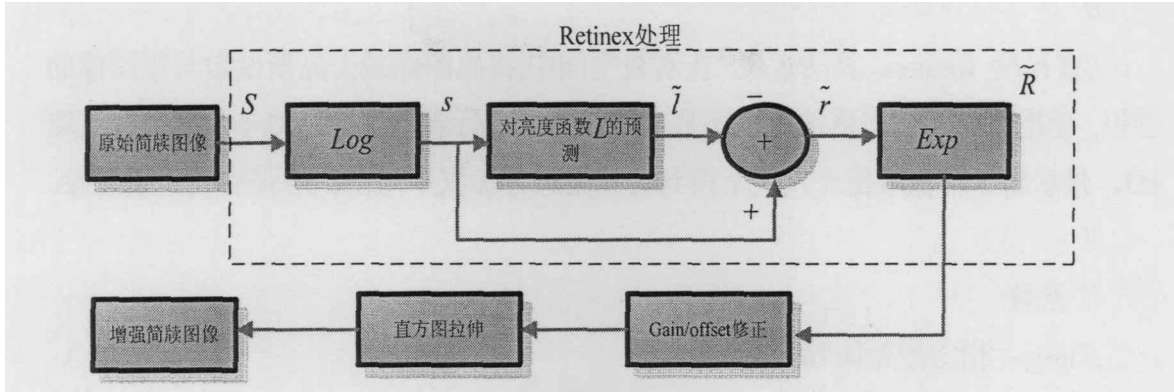 Retinex处理
原始简牍图像
S
Log
s
对亮度函数L的预
测
l̃
−
+
+
r̃
Exp
R̃
Gain/offset修正
直方图拉伸
增强简牍图像